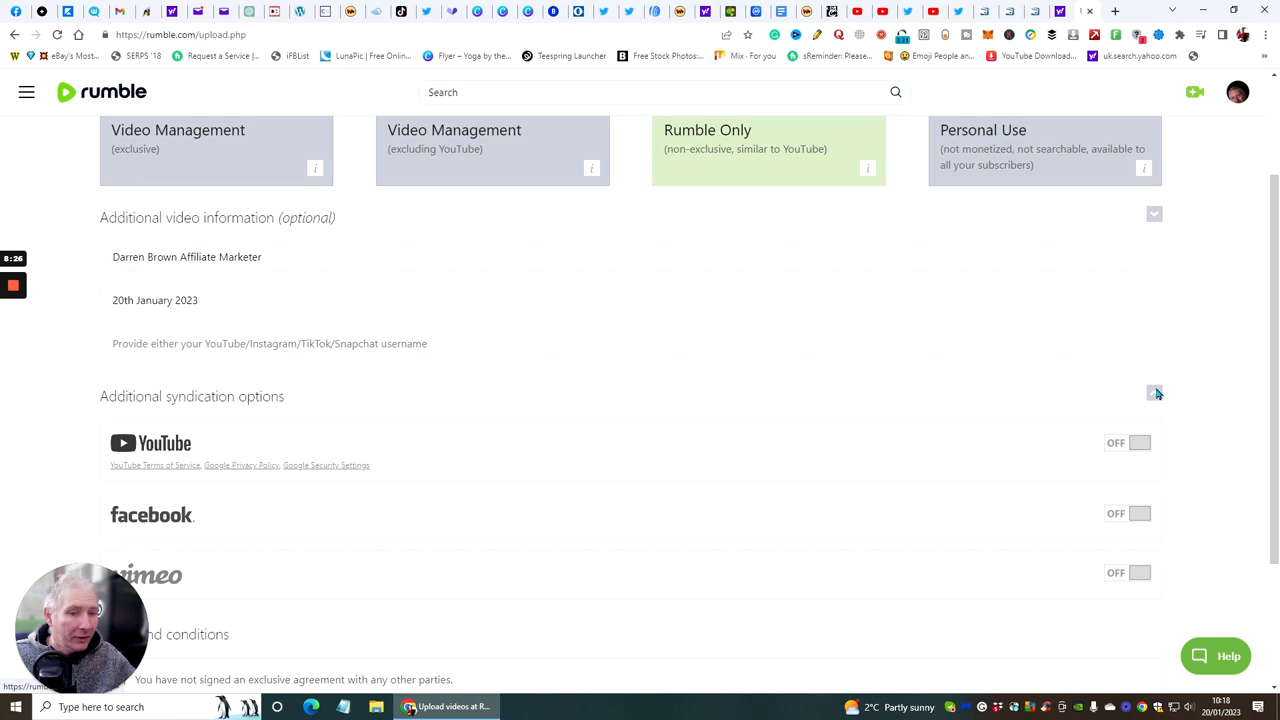 https://rumble.com/upload.php
eBay's Most...
SERPS '18
Request a Service |...
iFBList
LunaPic | Free Onlin...
Flyer – Yoga by the...
Teespring Launcher
Free Stock Photos:...
Mix · For you
sReminder: Please...
Emoji People an...
YouTube Download...
uk.search.yahoo.com
»
rumble
Search
Video Management
(exclusive)
i
Video Management
(excluding YouTube)
i
Rumble Only
(non-exclusive, similar to YouTube)
i
Personal Use
(not monetized, not searchable, available to
all your subscribers)
i
Additional video information (optional)
8:26
Darren Brown Affiliate Marketer
20th January 2023
Provide either your YouTube/Instagram/TikTok/Snapchat username
Additional syndication options
YouTube
OFF
YouTube Terms of Service, Google Privacy Policy, Google Security Settings
facebook.
OFF
vimeo
OFF
nd conditions
Help
You have not signed an exclusive agreement with any other parties.
https://rumb
Type here to search
Upload videos at R...
2°C Partly sunny
10:18
20/01/2023